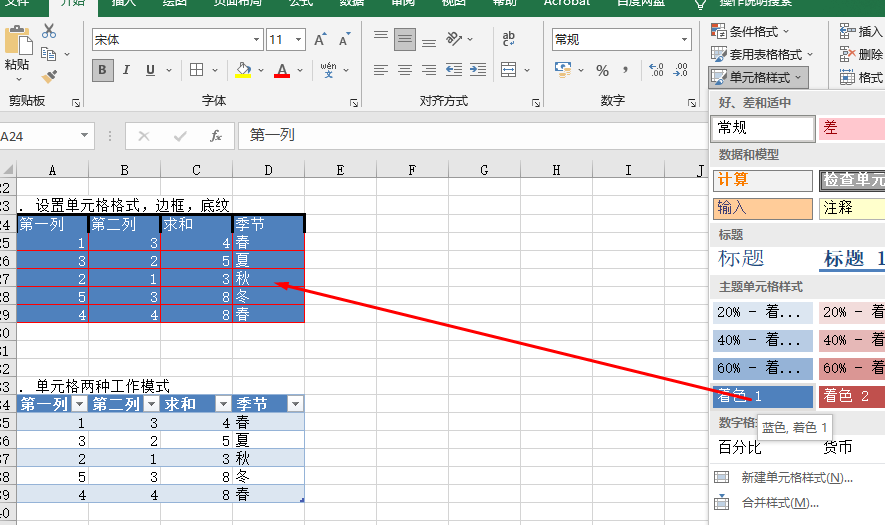 文件 开始 插入 绘图 页面布局 公式 数据 审阅 视图 帮助 Acrobat 百度网盘 操作说明搜索
粘贴
宋体 11
B I U
wén
文
ab
常规
% ,
条件格式
套用表格格式
单元格样式
插入
删除
格式
剪贴板 字体 对齐方式 数字
A24 fx 第一列
A B C D E F G H I J
22
23 . 设置单元格格式，边框，底纹
24 第一列 第二列 求和 季节
25 1 3 4 春
26 3 2 5 夏
27 2 1 3 秋
28 5 3 8 冬
29 4 4 8 春
30
31
32
33 . 单元格两种工作模式
34 第一列 第二列 求和 季节
35 1 3 4 春
36 3 2 5 夏
37 2 1 3 秋
38 5 3 8 冬
39 4 4 8 春
40
好、差和适中
常规 差
数据和模型
计算 检查单元
输入 注释
标题
标题 标题 1
主题单元格样式
20% - 着... 20% - 着
40% - 着... 40% - 着
60% - 着... 60% - 着
着色 1 着色 2
数字格
蓝色, 着色 1
百分比 货币
新建单元格样式(N)...
合并样式(M)...